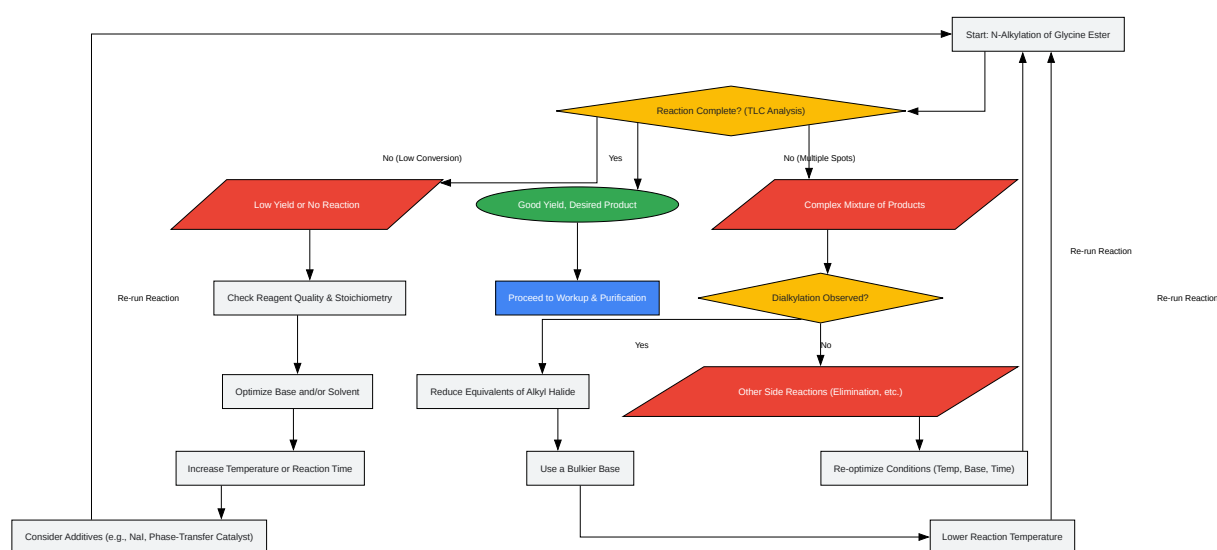 Start: N-Alkylation of Glycine Ester
Reaction Complete? (TLC Analysis)
No (Low Conversion)
Yes
No (Multiple Spots)
Low Yield or No Reaction
Good Yield, Desired Product
Complex Mixture of Products
Re-run Reaction
Re-run Reaction
Check Reagent Quality & Stoichiometry
Proceed to Workup & Purification
Dialkylation Observed?
Re-run Reaction
Yes
No
Optimize Base and/or Solvent
Reduce Equivalents of Alkyl Halide
Other Side Reactions (Elimination, etc.)
Increase Temperature or Reaction Time
Use a Bulkier Base
Re-optimize Conditions (Temp, Base, Time)
Consider Additives (e.g., NaI, Phase-Transfer Catalyst)
Lower Reaction Temperature